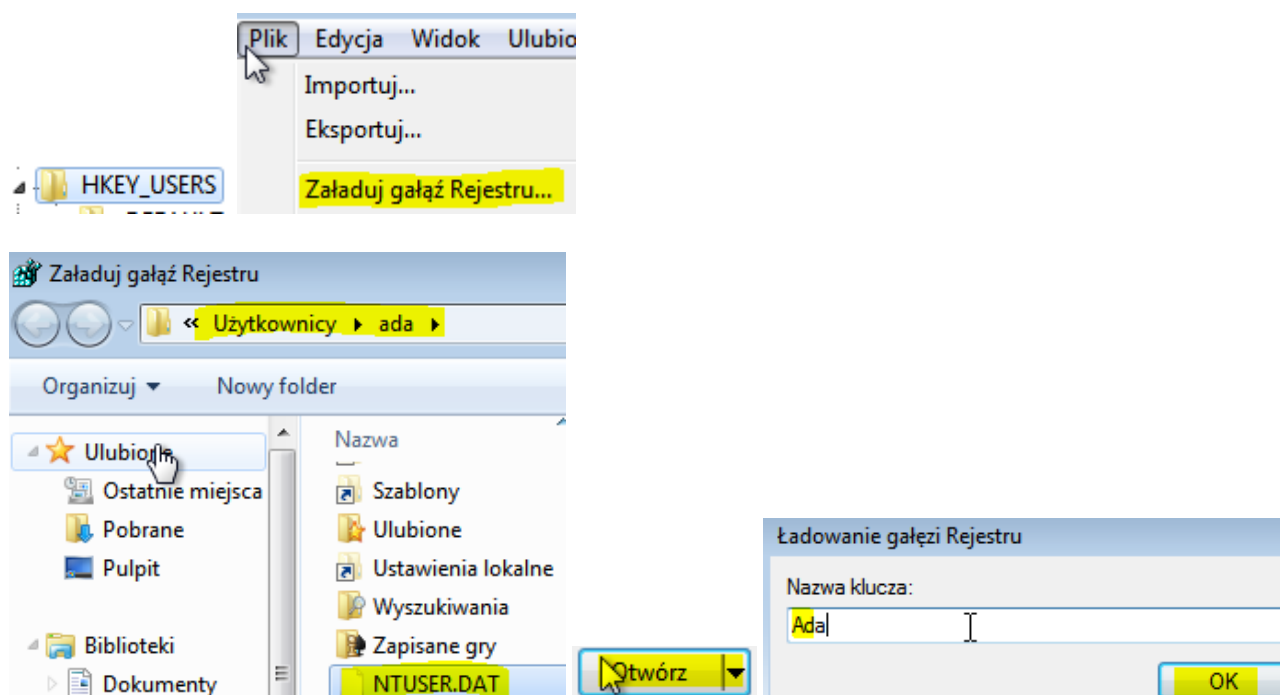 Plik Edycja Widok Ulubio
Importuj...
Eksportuj...
HKEY_USERS
Załaduj gałąź Rejestru...
Załaduj gałąź Rejestru
« Użytkownicy ada
Organizuj Nowy folder
Nazwa
Ulubione
Ostatnie miejsca
Pobrane
Pulpit
Biblioteki
Dokumenty
Szablony
Ulubione
Ustawienia lokalne
Wyszukiwania
Zapisane gry
NTUSER.DAT
Otwórz
Ładowanie gałęzi Rejestru
Nazwa klucza:
Ada
OK